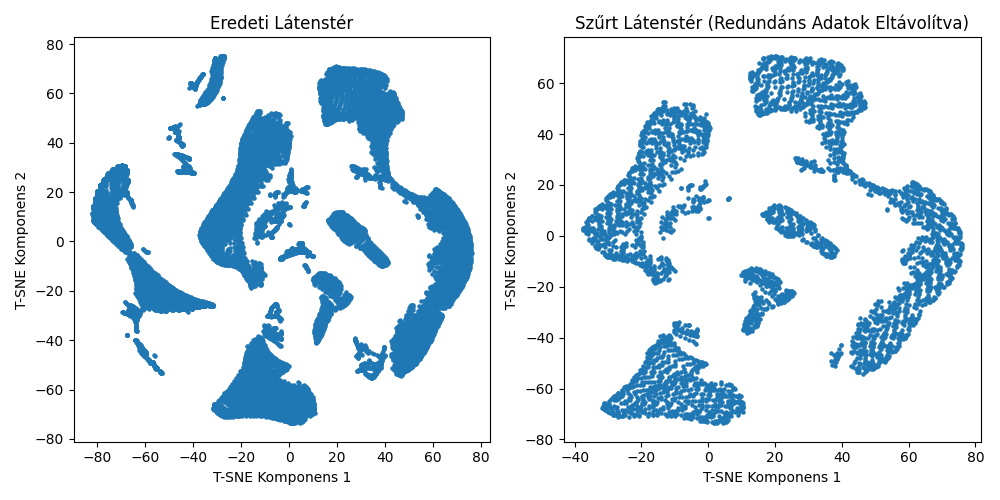 Eredeti Látenstér
T-SNE Komponens 2
80
60
40
20
0
−20
−40
−60
−80
−80 −60 −40 −20 0 20 40 60 80
T-SNE Komponens 1
Szűrt Látenstér (Redundáns Adatok Eltávolítva)
T-SNE Komponens 2
60
40
20
0
−20
−40
−60
−80
−40 −20 0 20 40 60 80
T-SNE Komponens 1